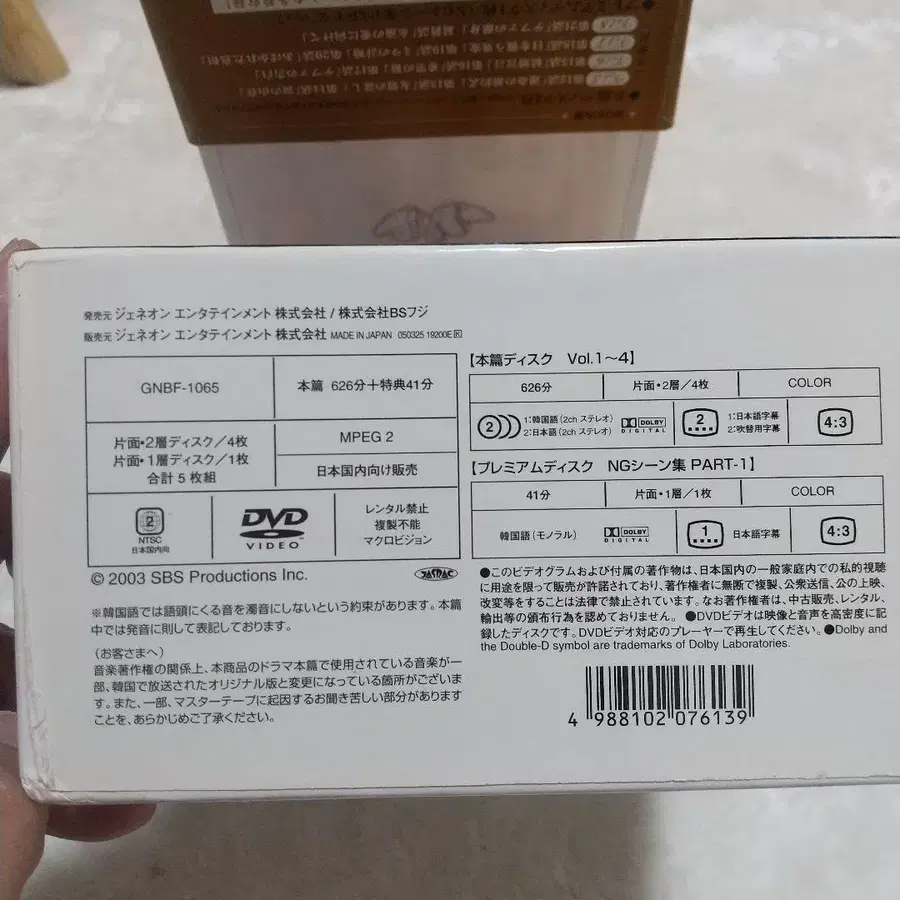 発売元 ジェネオン エンタテインメント 株式会社 / 株式会社BSフジ
販売元 ジェネオン エンタテインメント 株式会社 MADE IN JAPAN 050325 19200E K
GNBF-1065
本篇 626分＋特典41分
片面・2層ディスク／4枚
片面・1層ディスク／1枚
合計 5 枚組
MPEG 2
日本国内向け販売
2
NTSC
日本国内向
DVD
VIDEO
レンタル禁止
複製不能
マクロビジョン
© 2003 SBS Productions Inc.
JASRAC
※韓国語では語頭にくる音を濁音にしないという約束があります。本篇
中では発音に則して表記しております。
（お客さまへ）
音楽著作権の関係上、本商品のドラマ本篇で使用されている音楽が一
部、韓国で放送されたオリジナル版と変更になっている箇所がございま
す。また、一部、マスターテープに起因するお聞き苦しい部分があります
ことを、あらかじめご了承ください。
【本篇ディスク Vol.1～4】
626分
片面・2層／4枚
COLOR
2
1:韓国語（2ch ステレオ）
2:日本語（2ch ステレオ）
DOLBY
DIGITAL
2
1:日本語字幕
2:吹替用字幕
4:3
【プレミアムディスク NGシーン集 PART-1】
41分
片面・1層／1枚
COLOR
韓国語（モノラル）
DOLBY
DIGITAL
1
日本語字幕
4:3
●このビデオグラムおよび付属の著作物は、日本国内の一般家庭内での私的視聴
に用途を限って販売が許諾されており、著作権者に無断で複製、公衆送信、公の上映、
改変等をすることは法律で禁止されています。なお著作権者は、中古販売、レンタル、
輸出等の頒布行為を認めておりません。 ●DVDビデオは映像と音声を高密度に記
録したディスクです。DVDビデオ対応のプレーヤーで再生してください。●Dolby and
the Double-D symbol are trademarks of Dolby Laboratories.
4 988102 076139